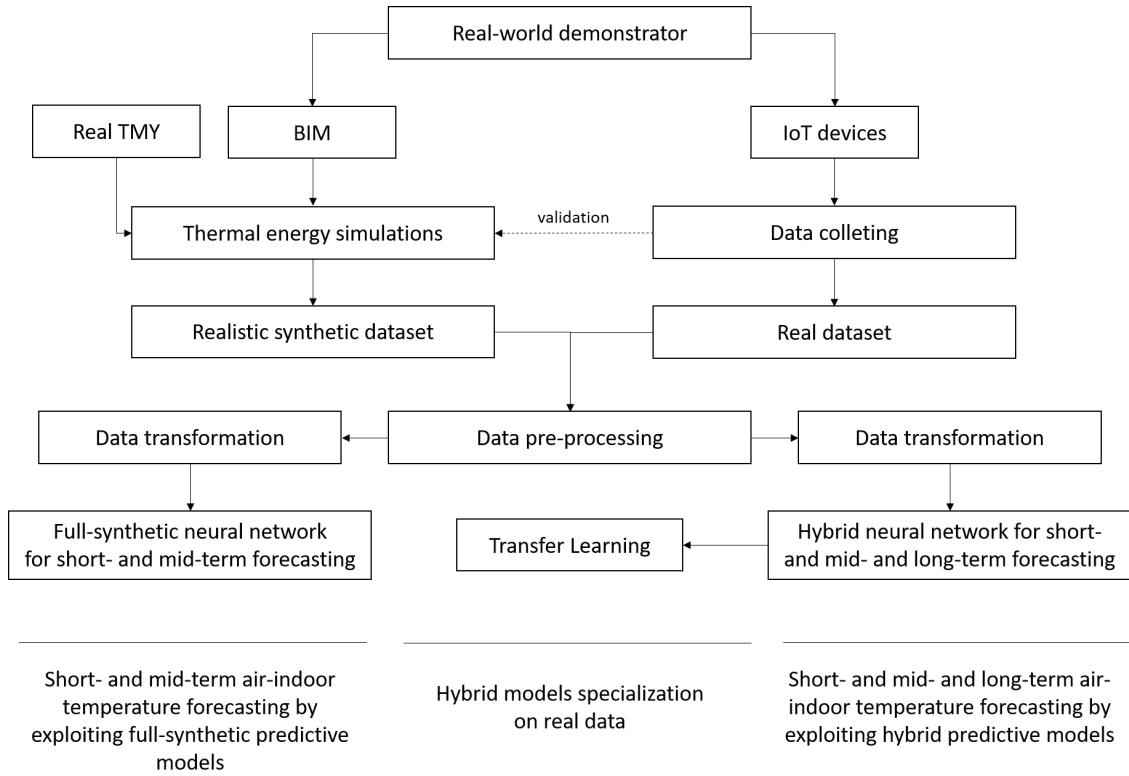 Real-world demonstrator
Real TMY
BIM
IoT devices
Thermal energy simulations
validation
Data colleting
Realistic synthetic dataset
Real dataset
Data transformation
Data pre-processing
Data transformation
Full-synthetic neural network
for short- and mid-term forecasting
Transfer Learning
Hybrid neural network for short-
and mid- and long-term forecasting
Short- and mid-term air-indoor
temperature forecasting by
exploiting full-synthetic predictive
models
Hybrid models specialization
on real data
Short- and mid- and long-term air-
indoor temperature forecasting by
exploiting hybrid predictive models